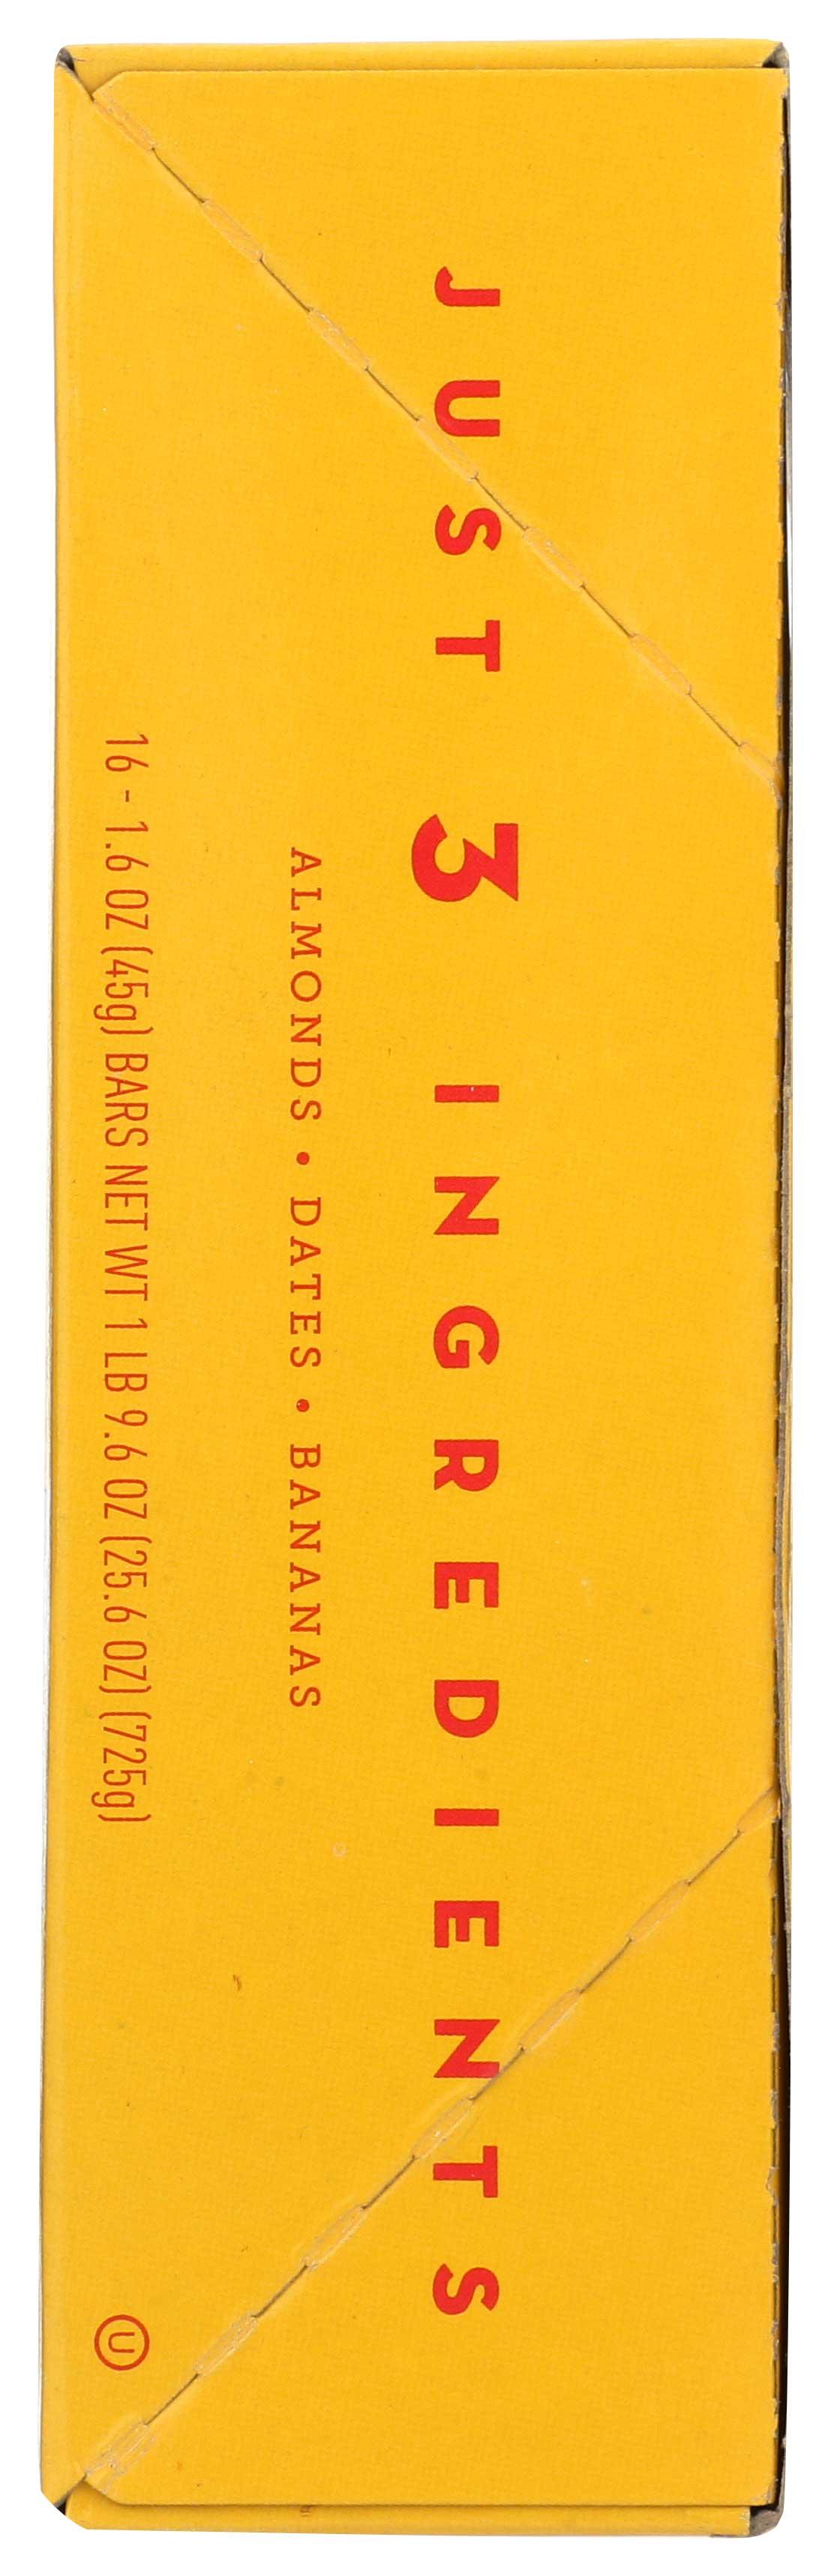 JUST 3 INGREDIENTS
ALMONDS • DATES • BANANAS
16 - 1.6 OZ (45g) BARS NET WT 1 LB 9.6 OZ (25.6 OZ) (725g)
U